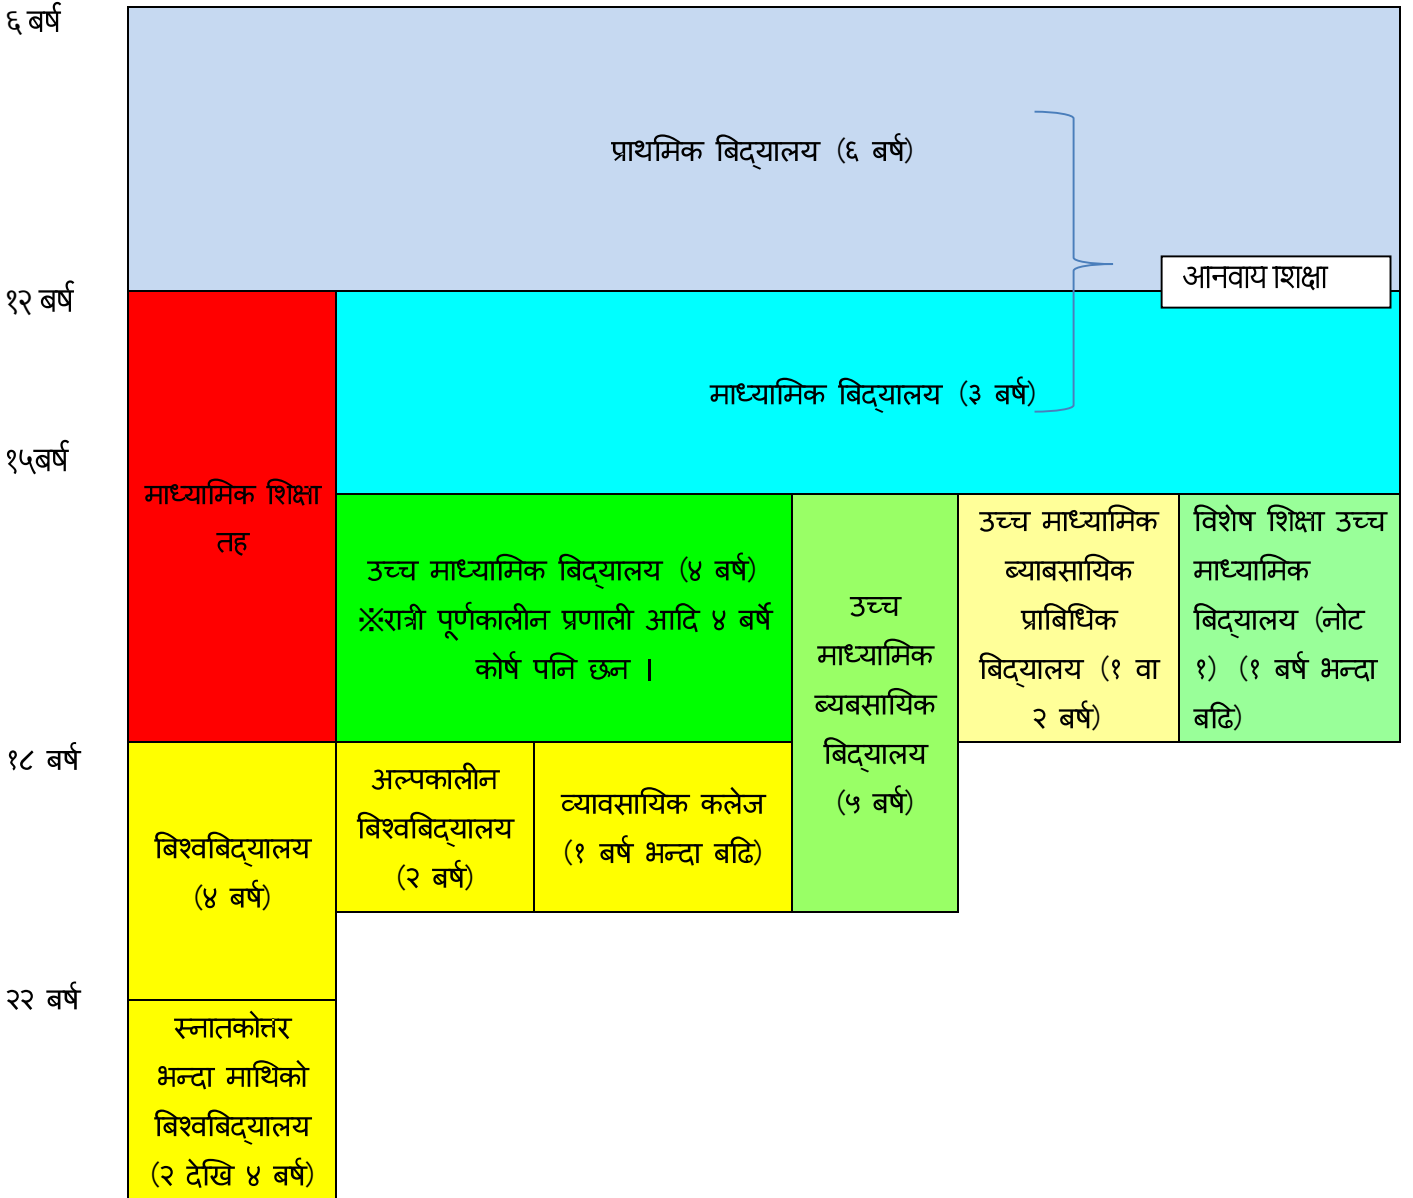 ६ बर्ष
प्राथमिक बिद्यालय (६ बर्ष)
आनवाय शिक्षा
१२ बर्ष
माध्यामिक बिद्यालय (३ बर्ष)
१५बर्ष
माध्यामिक शिक्षा
तह
उच्च माध्यामिक बिद्यालय (४ बर्ष)
※रात्री पूर्णकालीन प्रणाली आदि ४ बर्षे
कोर्ष पनि छन ।
उच्च
माध्यामिक
ब्यबसायिक
बिद्यालय
(५ बर्ष)
उच्च माध्यामिक
ब्याबसायिक
प्राबिधिक
बिद्यालय (१ वा
२ बर्ष)
विशेष शिक्षा उच्च
माध्यामिक
बिद्यालय (नोट
१) (१ बर्ष भन्दा
बढि)
१८ बर्ष
बिश्वबिद्यालय
(४ बर्ष)
अल्पकालीन
बिश्वबिद्यालय
(२ बर्ष)
व्यावसायिक कलेज
(१ बर्ष भन्दा बढि)
२२ बर्ष
स्नातकोत्तर
भन्दा माथिको
बिश्वबिद्यालय
(२ देखि ४ बर्ष)